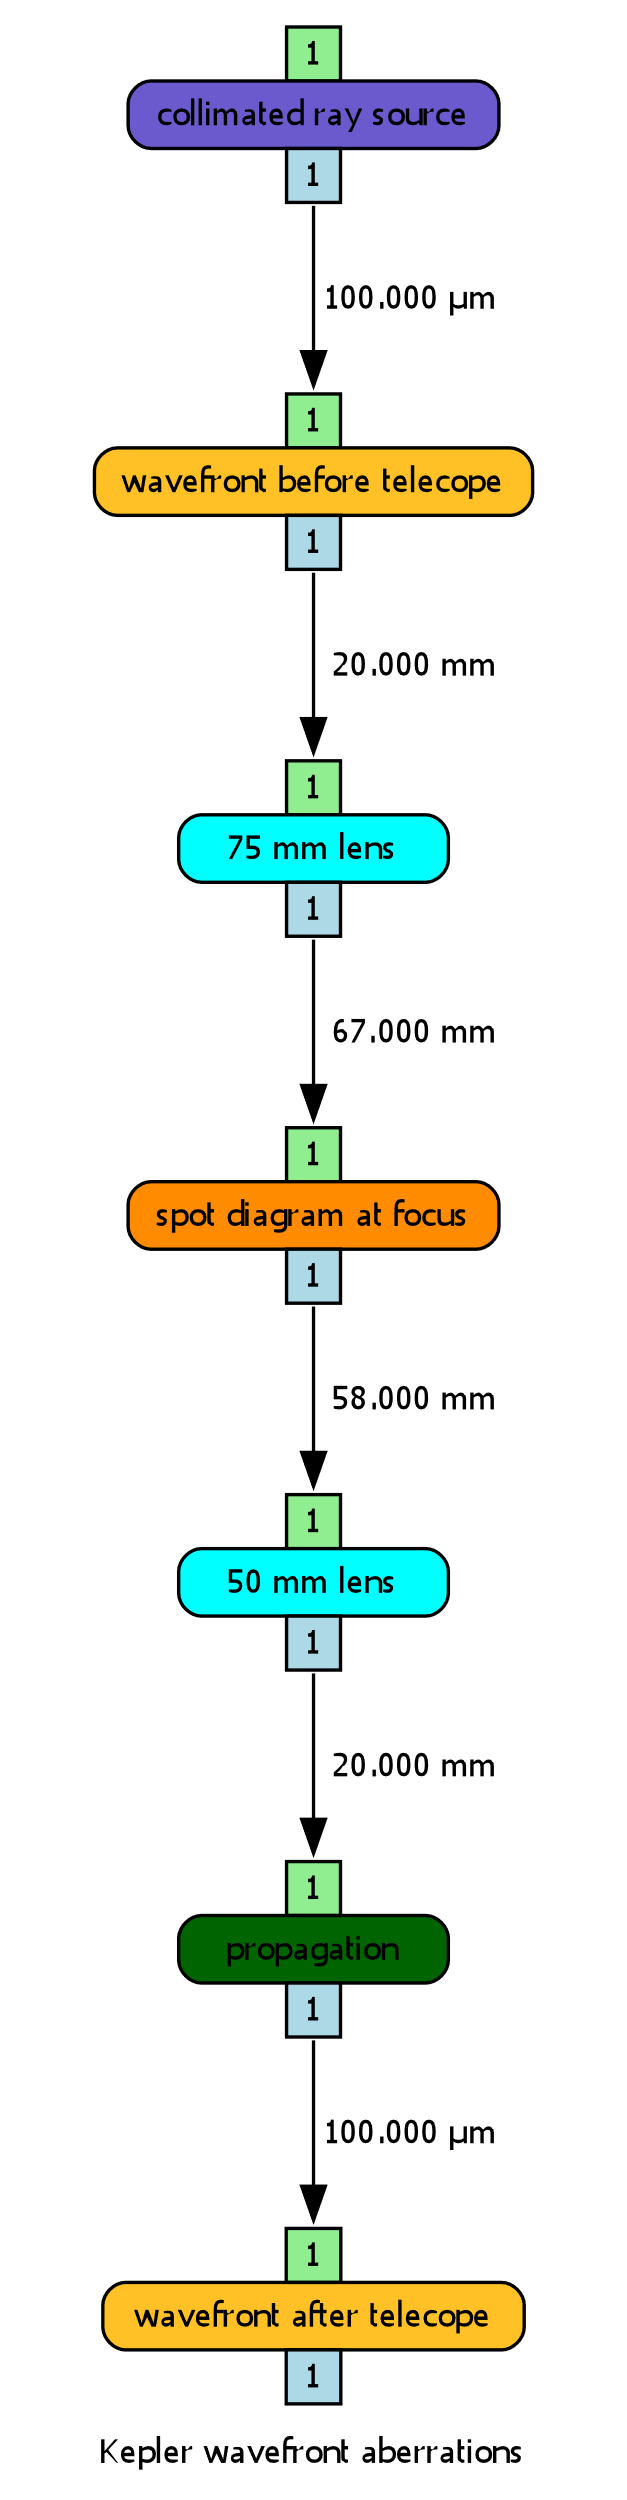 1
collimated ray source
1
100.000 µm
1
wavefront before telecope
1
20.000 mm
1
75 mm lens
1
67.000 mm
1
spot diagram at focus
1
58.000 mm
1
50 mm lens
1
20.000 mm
1
propagation
1
100.000 µm
1
wavefront after telecope
1
Kepler wavefront aberrations